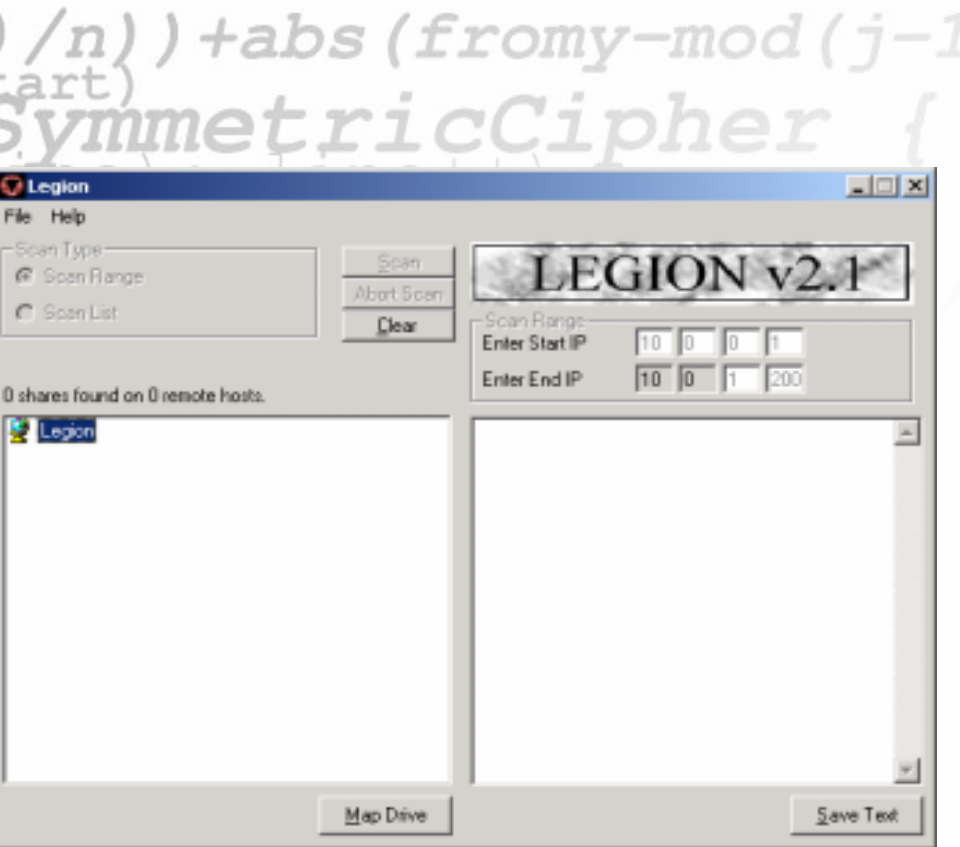 )/n))+abs(fromy-mod(j-1
tart)
SymmetricCipher {
Legion
File Help
Scan Type
Scan Range
Scan List
Scan
Abort Scan
Clear
LEGION v2.1
Scan Range
Enter Start IP 10 0 0 1
Enter End IP 10 0 1 200
0 shares found on 0 remote hosts.
Legion
Map Drive
Save Text